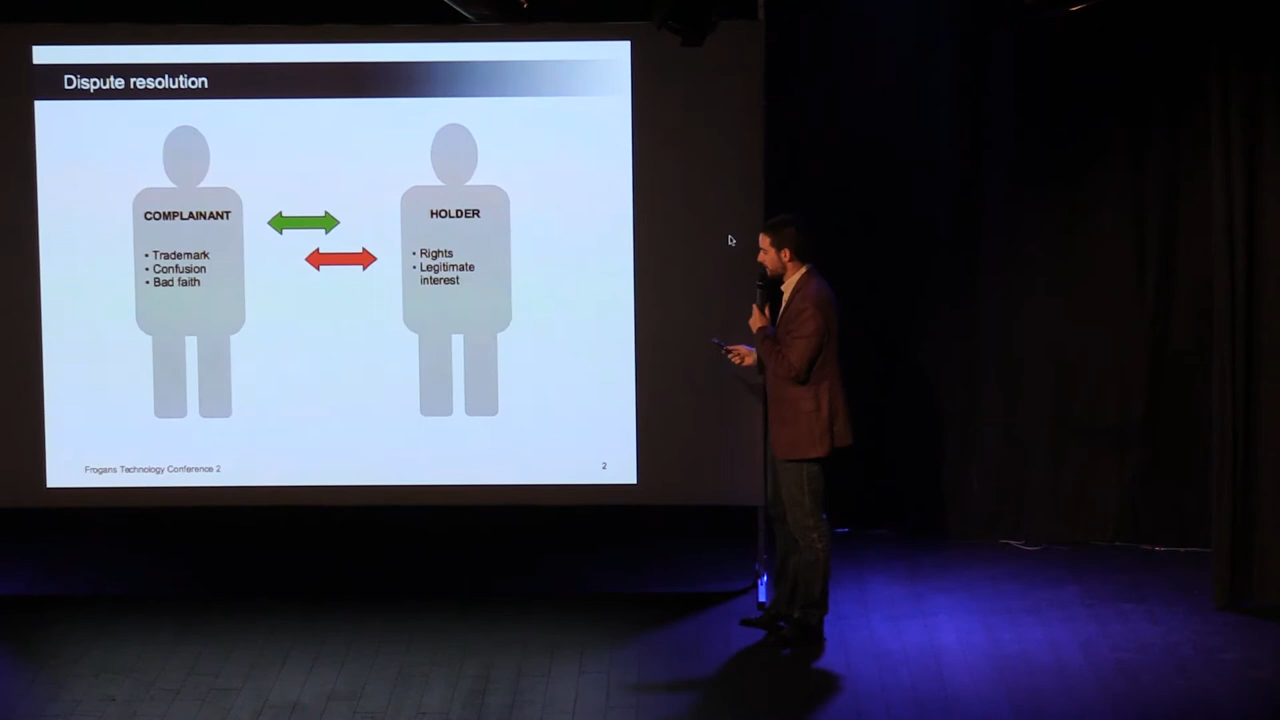 Dispute resolution
COMPLAINANT
• Trademark
• Confusion
• Bad faith
HOLDER
• Rights
• Legitimate
interest
Frogans Technology Conference 2
2